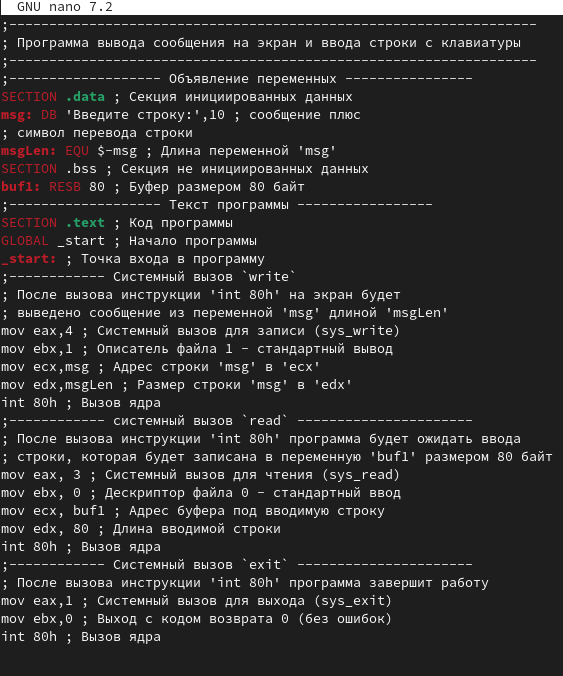 GNU nano 7.2
;-------------------------------------------------------------------
; Программа вывода сообщения на экран и ввода строки с клавиатуры
;-------------------------------------------------------------------
;------------------- Объявление переменных ----------------
SECTION .data ; Секция инициированных данных
msg: DB 'Введите строку:',10 ; сообщение плюс
; символ перевода строки
msgLen: EQU $-msg ; Длина переменной 'msg'
SECTION .bss ; Секция не инициированных данных
buf1: RESB 80 ; Буфер размером 80 байт
;------------------- Текст программы -----------------
SECTION .text ; Код программы
GLOBAL _start ; Начало программы
_start: ; Точка входа в программу
;------------ Системный вызов `write`
; После вызова инструкции 'int 80h' на экран будет
; выведено сообщение из переменной 'msg' длиной 'msgLen'
mov eax,4 ; Системный вызов для записи (sys_write)
mov ebx,1 ; Описатель файла 1 - стандартный вывод
mov ecx,msg ; Адрес строки 'msg' в 'ecx'
mov edx,msgLen ; Размер строки 'msg' в 'edx'
int 80h ; Вызов ядра
;------------ системный вызов `read` ----------------------
; После вызова инструкции 'int 80h' программа будет ожидать ввода
; строки, которая будет записана в переменную 'buf1' размером 80 байт
mov eax, 3 ; Системный вызов для чтения (sys_read)
mov ebx, 0 ; Дескриптор файла 0 - стандартный ввод
mov ecx, buf1 ; Адрес буфера под вводимую строку
mov edx, 80 ; Длина вводимой строки
int 80h ; Вызов ядра
;------------ Системный вызов `exit` ----------------------
; После вызова инструкции 'int 80h' программа завершит работу
mov eax,1 ; Системный вызов для выхода (sys_exit)
mov ebx,0 ; Выход с кодом возврата 0 (без ошибок)
int 80h ; Вызов ядра